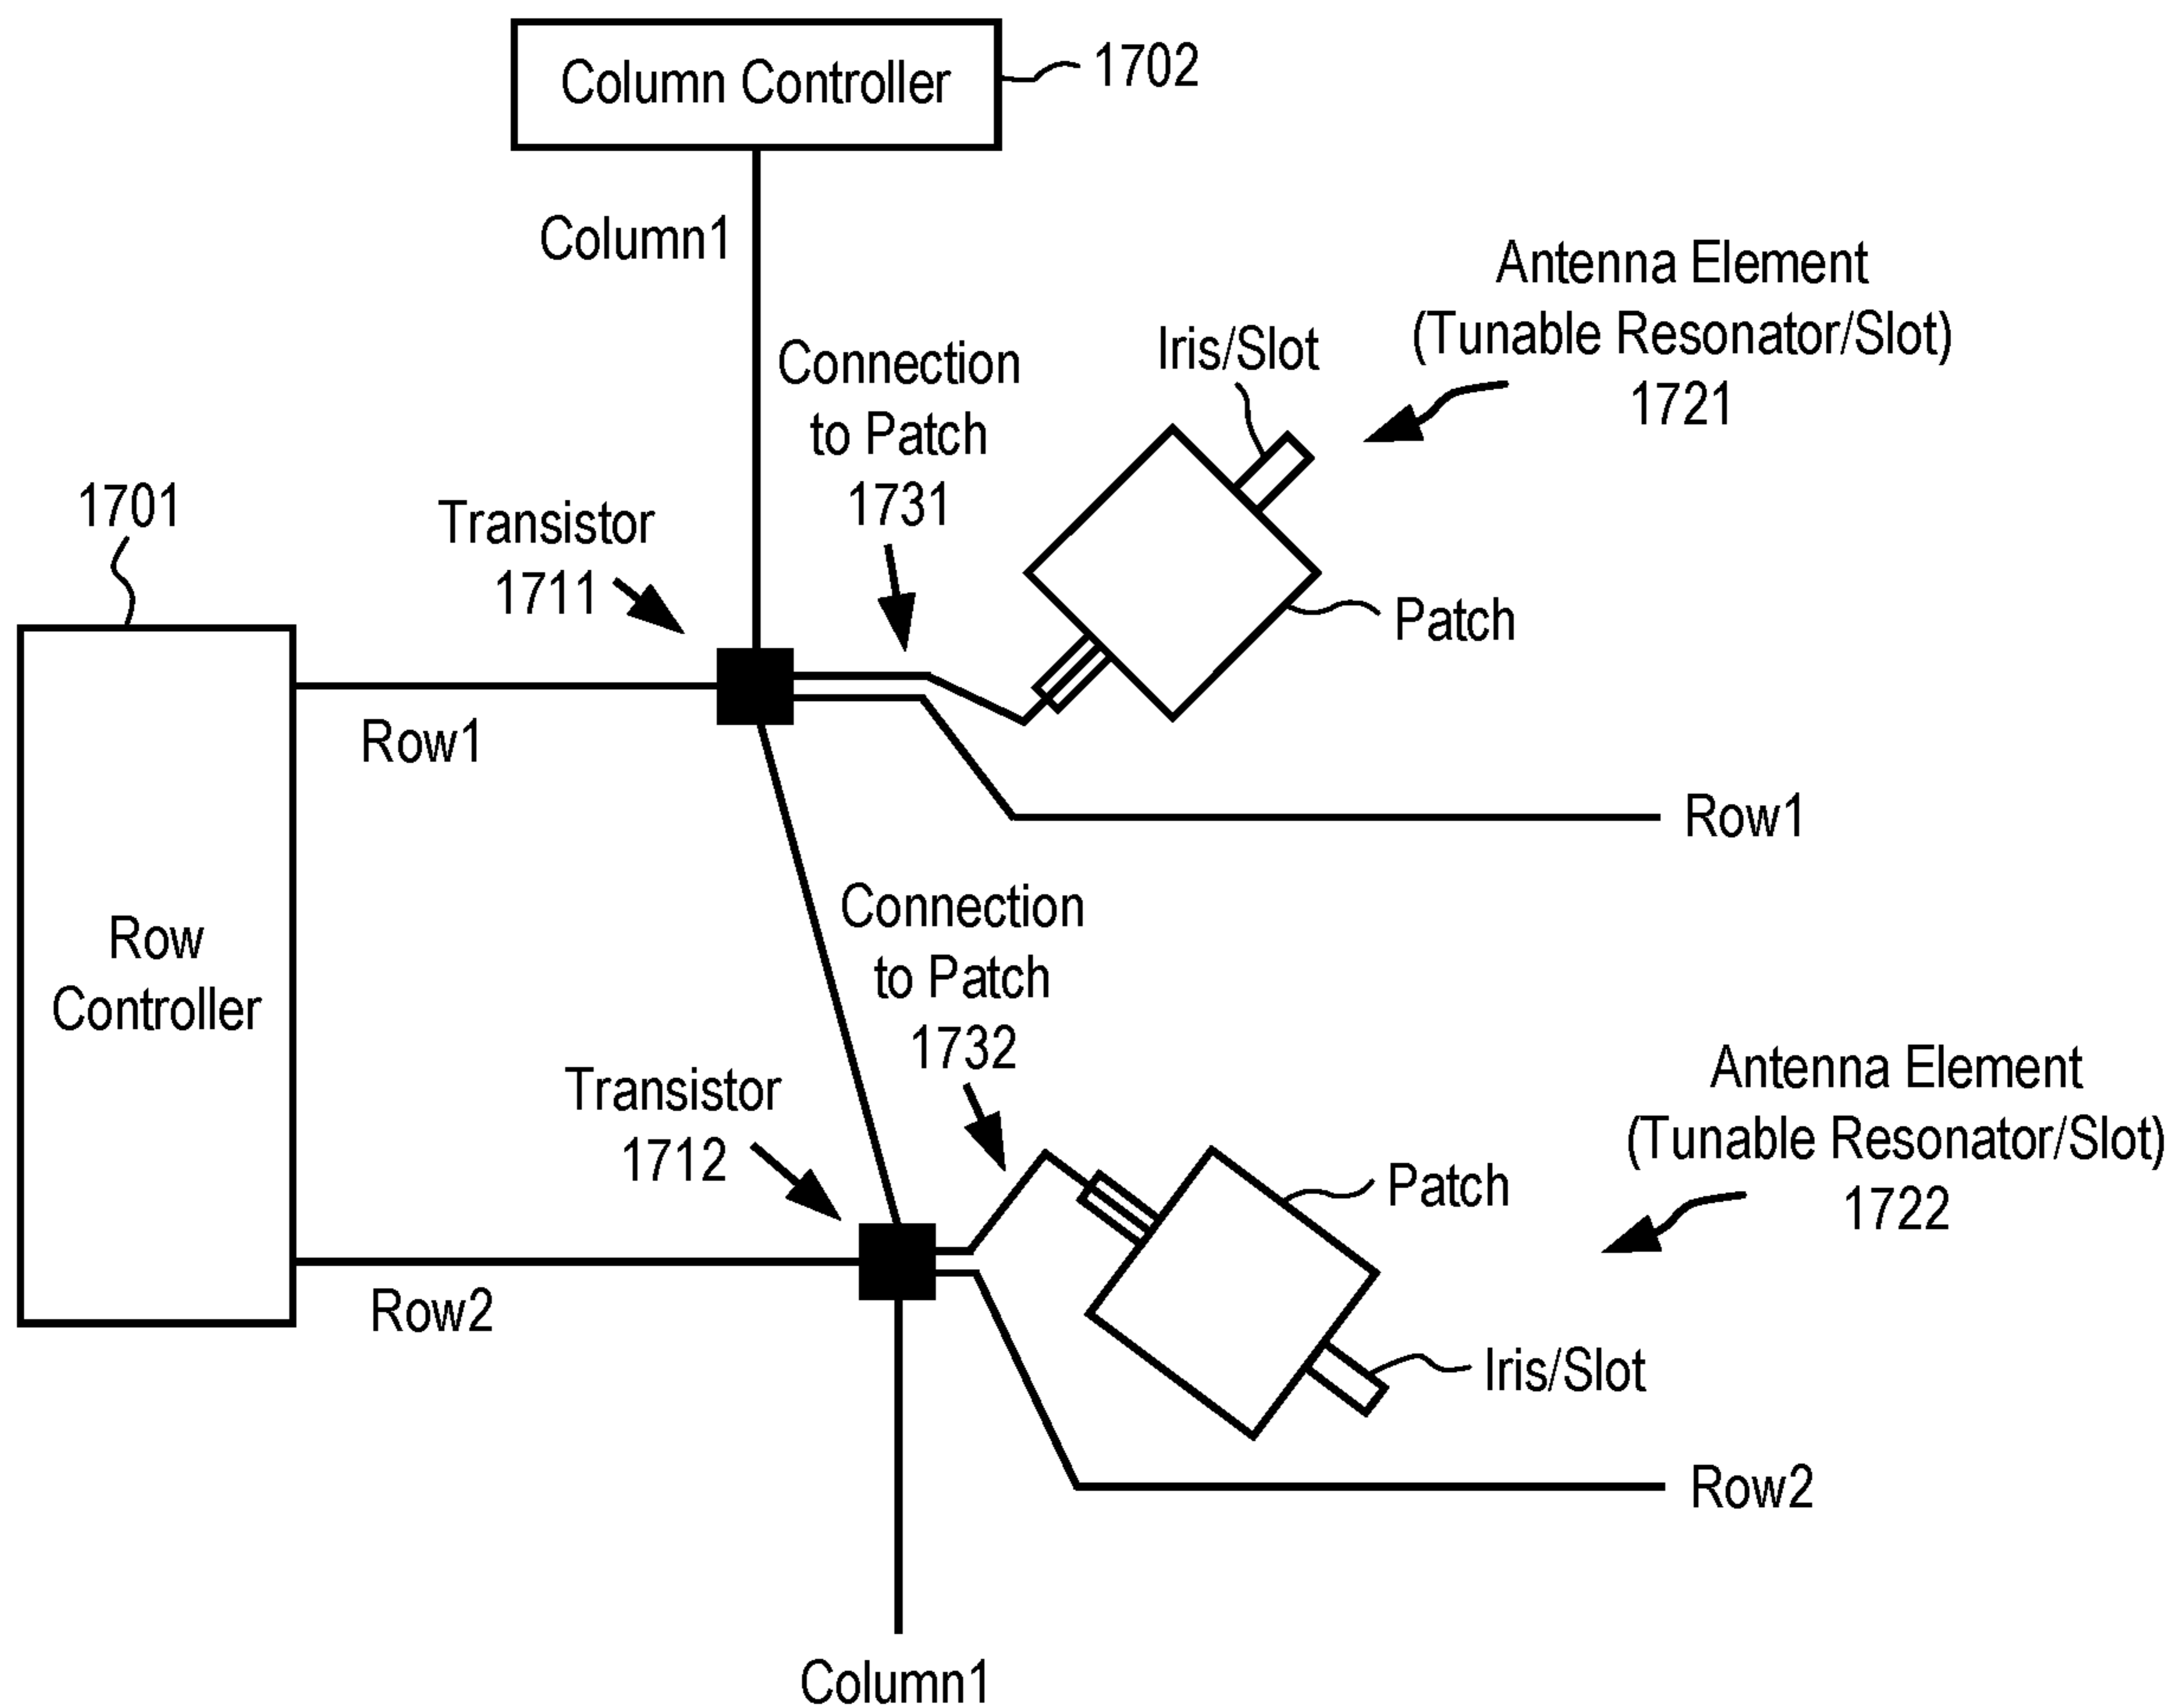 Column Controller
1702
Column1
Antenna Element
(Tunable Resonator/Slot)
1721
Iris/Slot
Connection
to Patch
1731
1701
Transistor
1711
Patch
Row1
Row1
Connection
to Patch
1732
Row
Controller
Transistor
1712
Antenna Element
(Tunable Resonator/Slot)
1722
Patch
Row2
Iris/Slot
Row2
Column1